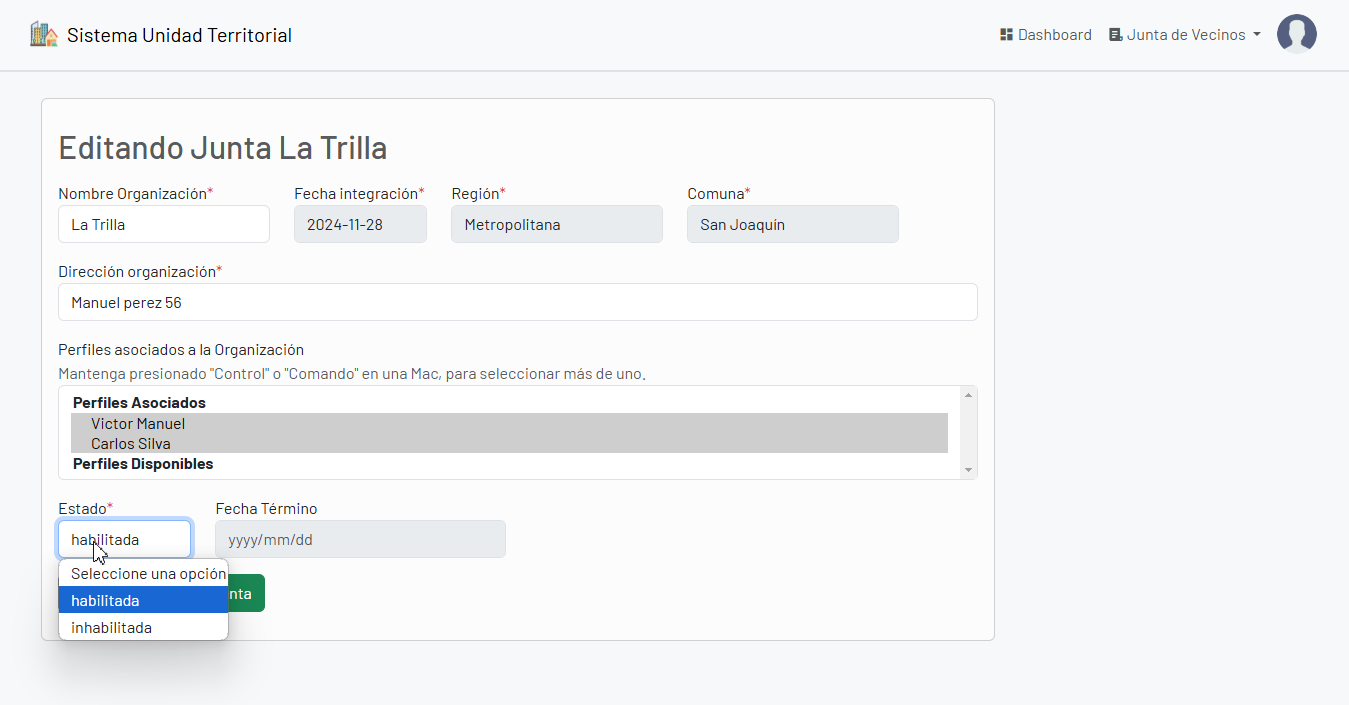 Sistema Unidad Territorial
Dashboard
Junta de Vecinos
Editando Junta La Trilla
Nombre Organización* Fecha integración* Región* Comuna*
La Trilla 2024-11-28 Metropolitana San Joaquín
Dirección organización*
Manuel perez 56
Perfiles asociados a la Organización
Mantenga presionado "Control" o "Comando" en una Mac, para seleccionar más de uno.
Perfiles Asociados
Victor Manuel
Carlos Silva
Perfiles Disponibles
Estado* Fecha Término
habilitada yyyy/mm/dd
Seleccione una opción
habilitada
inhabilitada